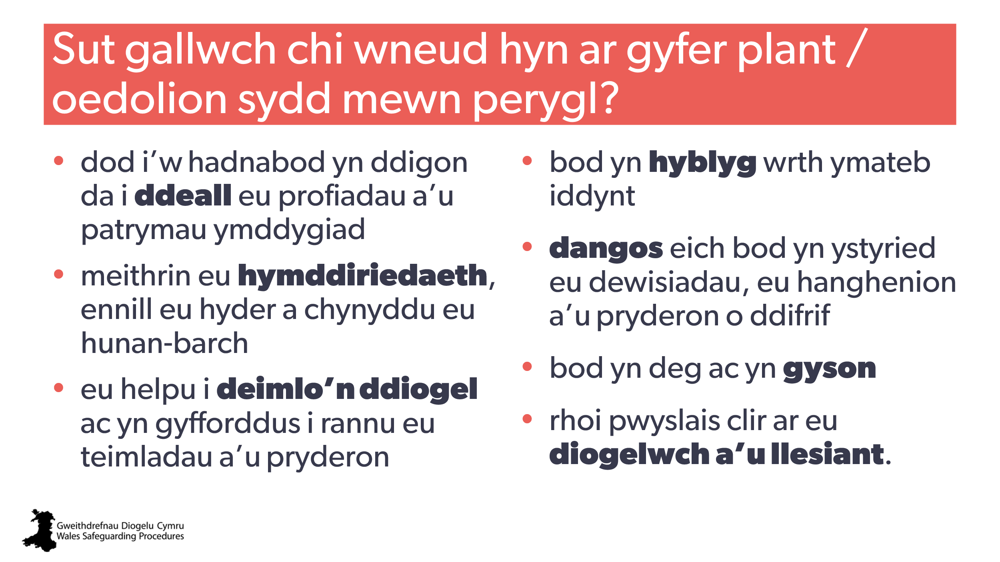 Sut gallwch chi wneud hyn ar gyfer plant /
oedolion sydd mewn perygl?
• dod i’w hadnabod yn ddigon
da i ddeall eu profiadau a’u
patrymau ymddygiad
• meithrin eu hymddiriedaeth,
ennill eu hyder a chynyddu eu
hunan-barch
• eu helpu i deimlo’n ddiogel
ac yn gyfforddus i rannu eu
teimladau a’u pryderon
• bod yn hyblyg wrth ymateb
iddynt
• dangos eich bod yn ystyried
eu dewisiadau, eu hanghenion
a’u pryderon o ddifrif
• bod yn deg ac yn gyson
• rhoi pwyslais clir ar eu
diogelwch a’u llesiant.
Gweithdrefnau Diogelu Cymru
Wales Safeguarding Procedures